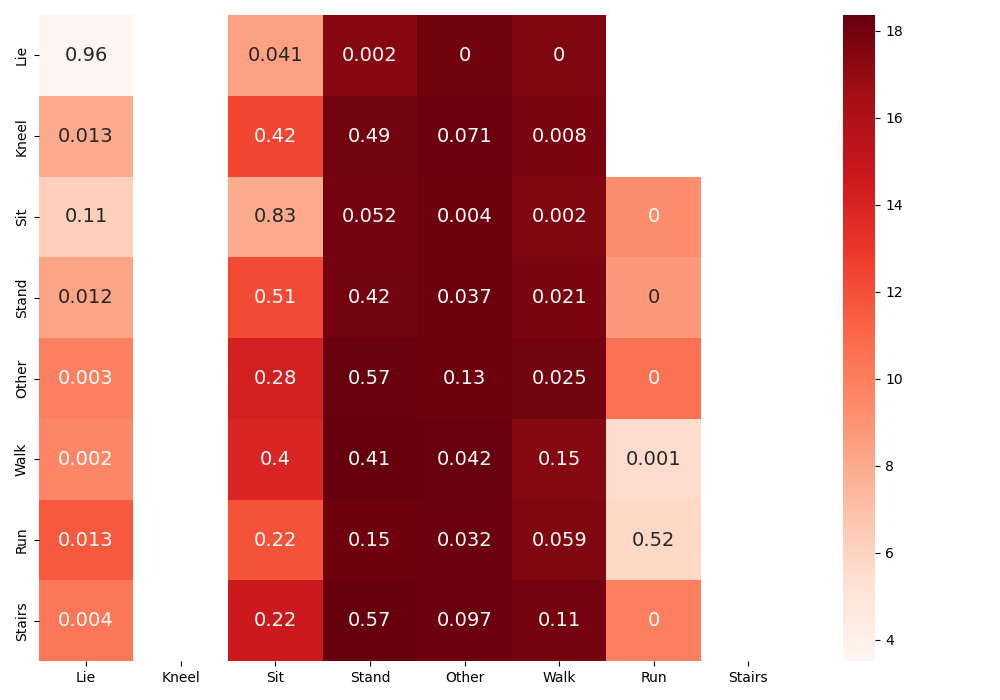 Lie 0.96 0.041 0.002 0 0 18
Kneel 0.013 0.42 0.49 0.071 0.008 16
Sit 0.11 0.83 0.052 0.004 0.002 0 14
Stand 0.012 0.51 0.42 0.037 0.021 0 12
Other 0.003 0.28 0.57 0.13 0.025 0 10
Walk 0.002 0.4 0.41 0.042 0.15 0.001 8
Run 0.013 0.22 0.15 0.032 0.059 0.52 6
Stairs 0.004 0.22 0.57 0.097 0.11 0 4
Lie Kneel Sit Stand Other Walk Run Stairs